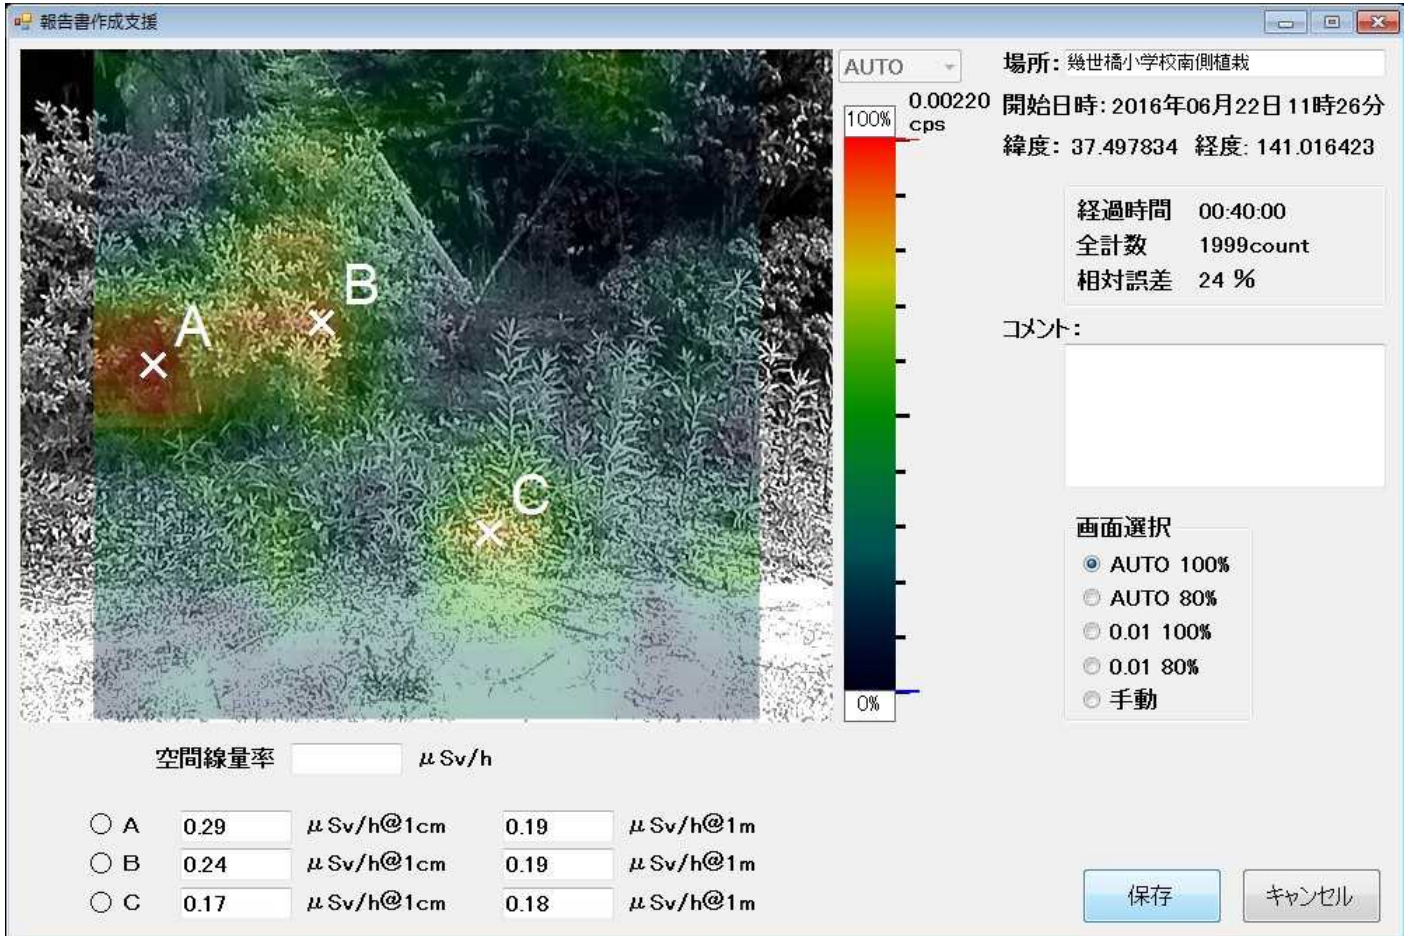 報告書作成支援
A
B
C
AUTO
0.00220
cps
100%
0%
場所: 幾世橋小学校南側植栽
開始日時: 2016年06月22日11時26分
緯度: 37.497834 経度: 141.016423
経過時間 00:40:00
全計数 1999count
相対誤差 24 %
コメント:
画面選択
AUTO 100%
AUTO 80%
0.01 100%
0.01 80%
手動
空間線量率 μSv/h
A 0.29 μSv/h@1cm 0.19 μSv/h@1m
B 0.24 μSv/h@1cm 0.19 μSv/h@1m
C 0.17 μSv/h@1cm 0.18 μSv/h@1m
保存 キャンセル